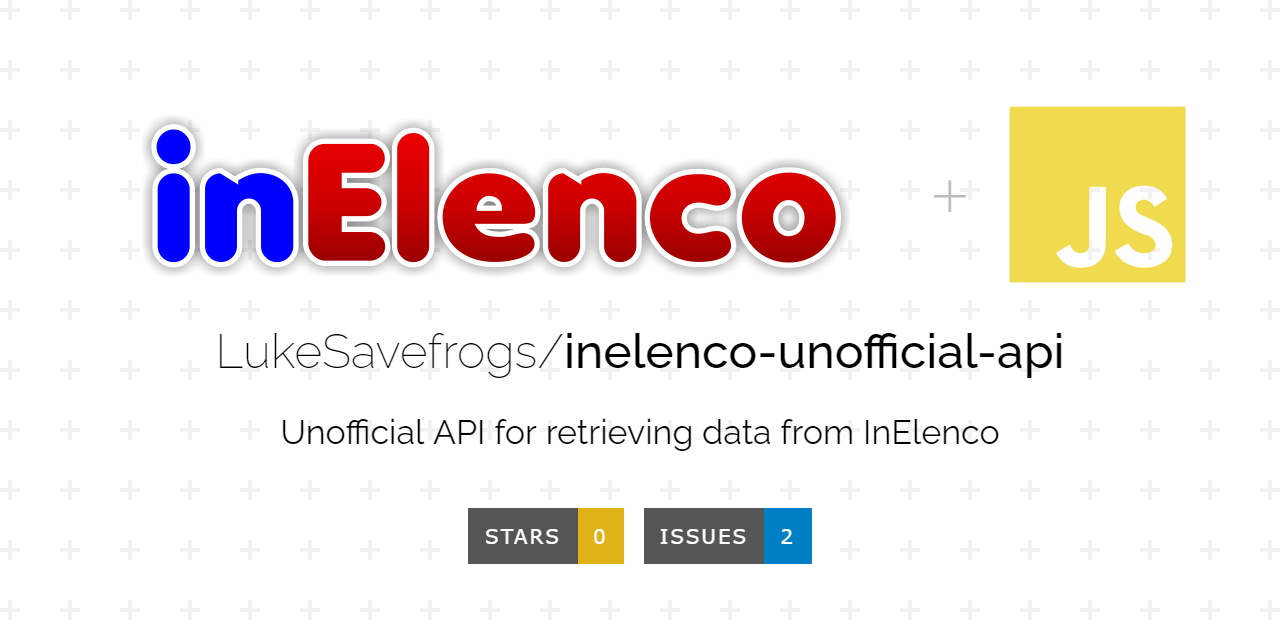 inElenco + JS
LukeSavefrogs/inelenco-unofficial-api
Unofficial API for retrieving data from InElenco
STARS 0 ISSUES 2